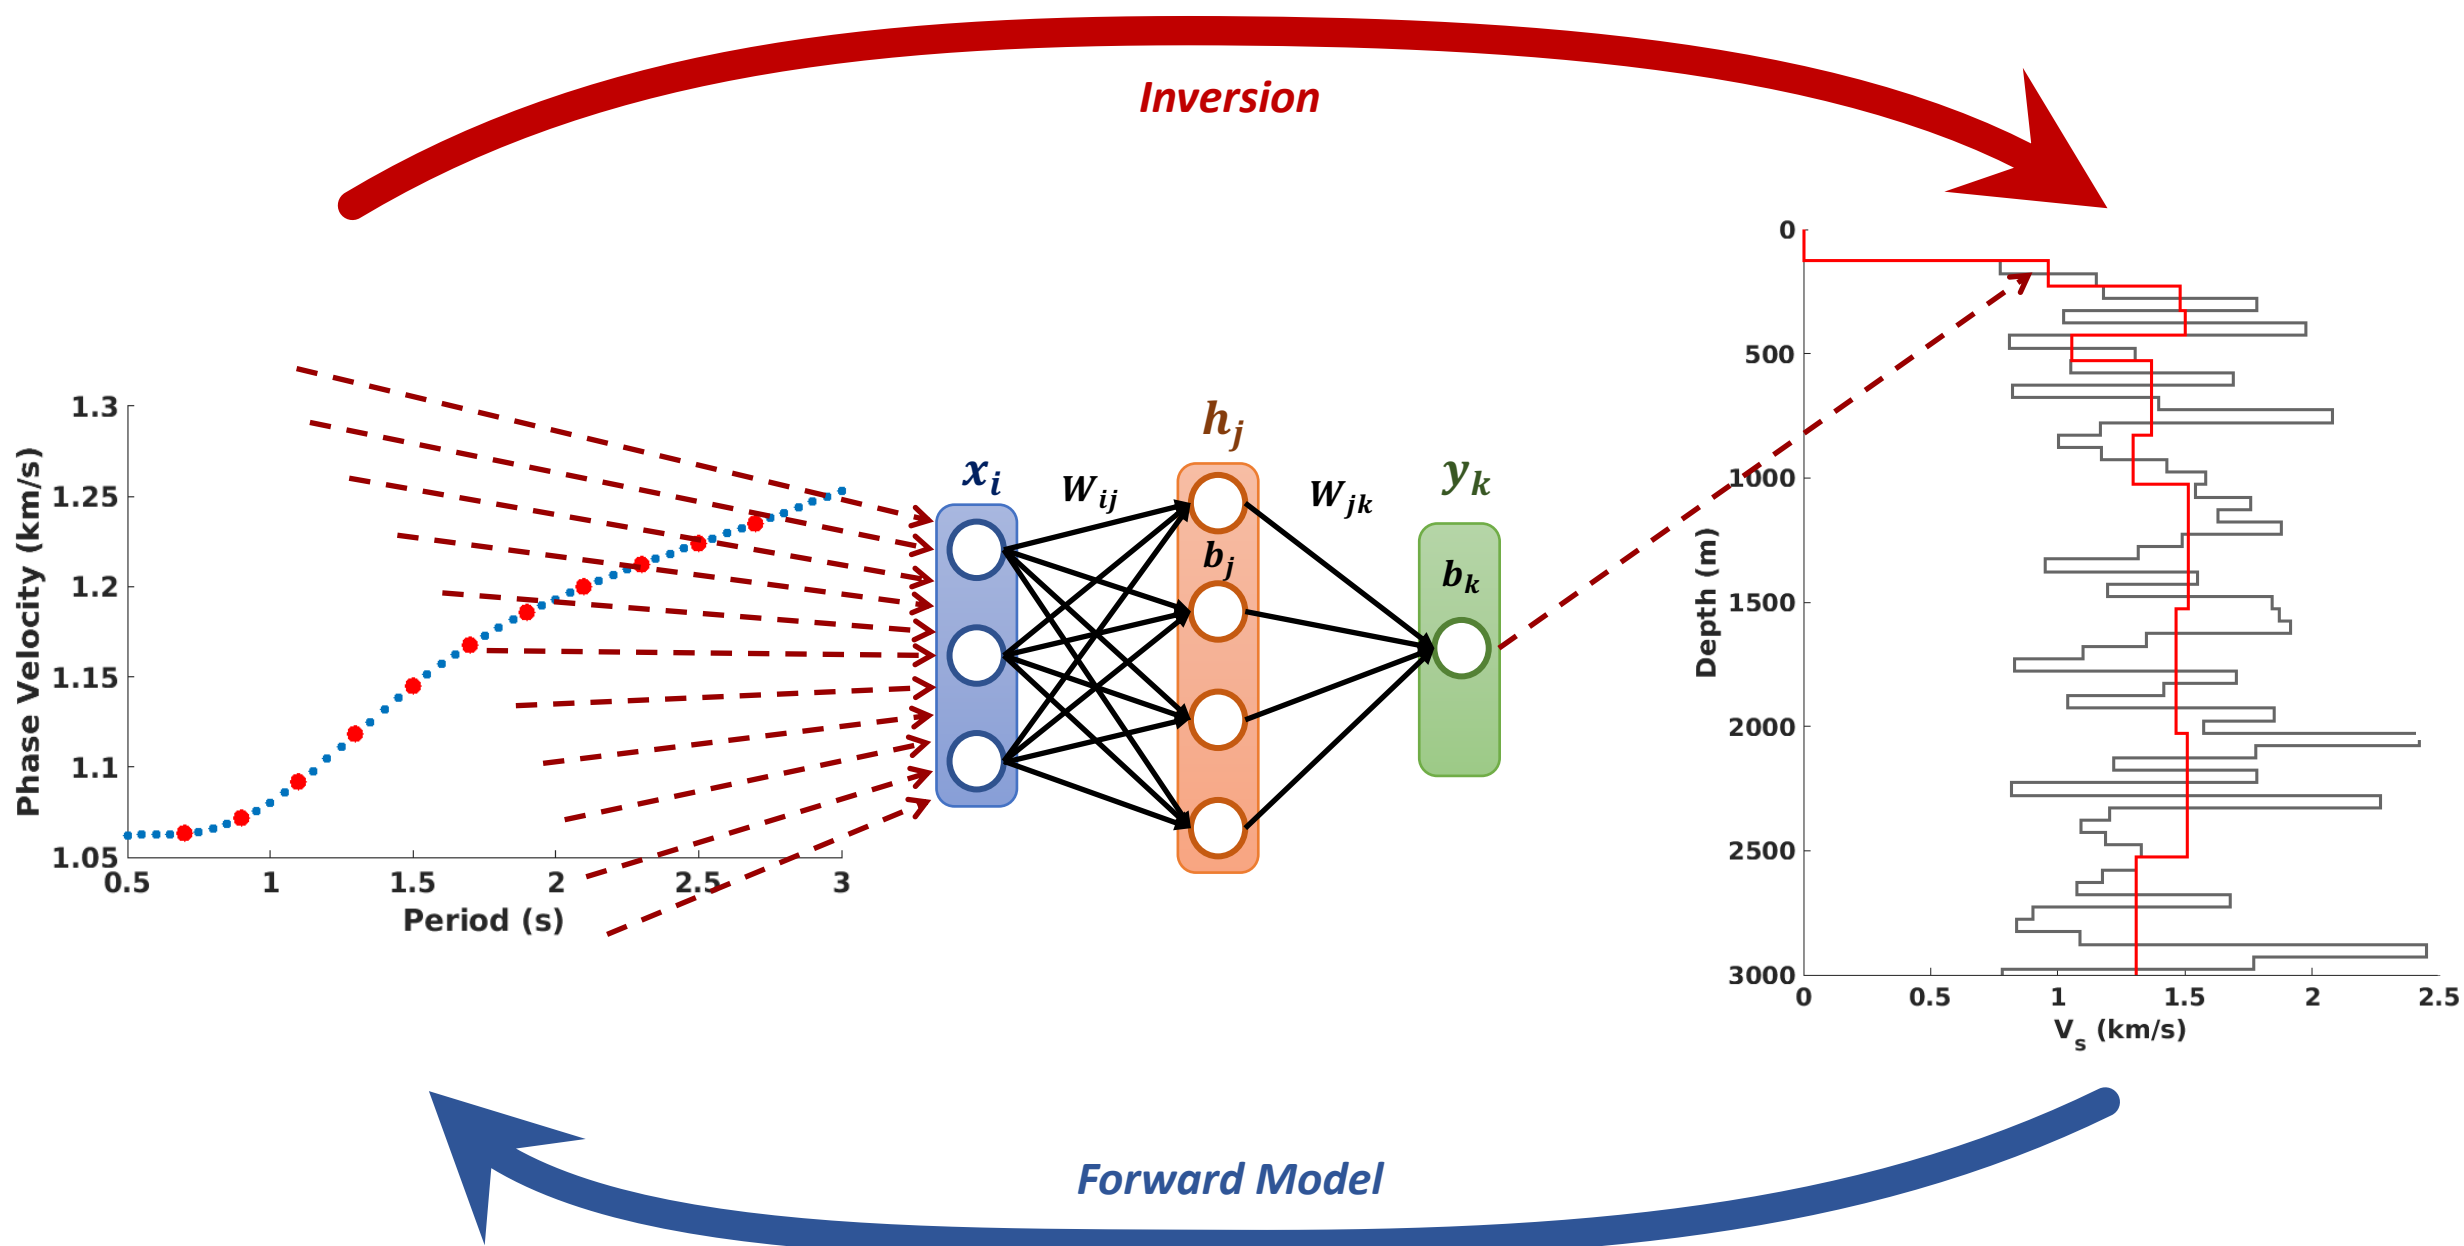 Inversion
Phase Velocity (km/s)
1.3
1.25
1.2
1.15
1.1
1.05
0.5 1 1.5 2 2.5 3
Period (s)
x_i
W_ij
h_j
b_j
W_jk
y_k
b_k
Depth (m)
0
500
1000
1500
2000
2500
3000
0 0.5 1 1.5 2 2.5
V_s (km/s)
Forward Model